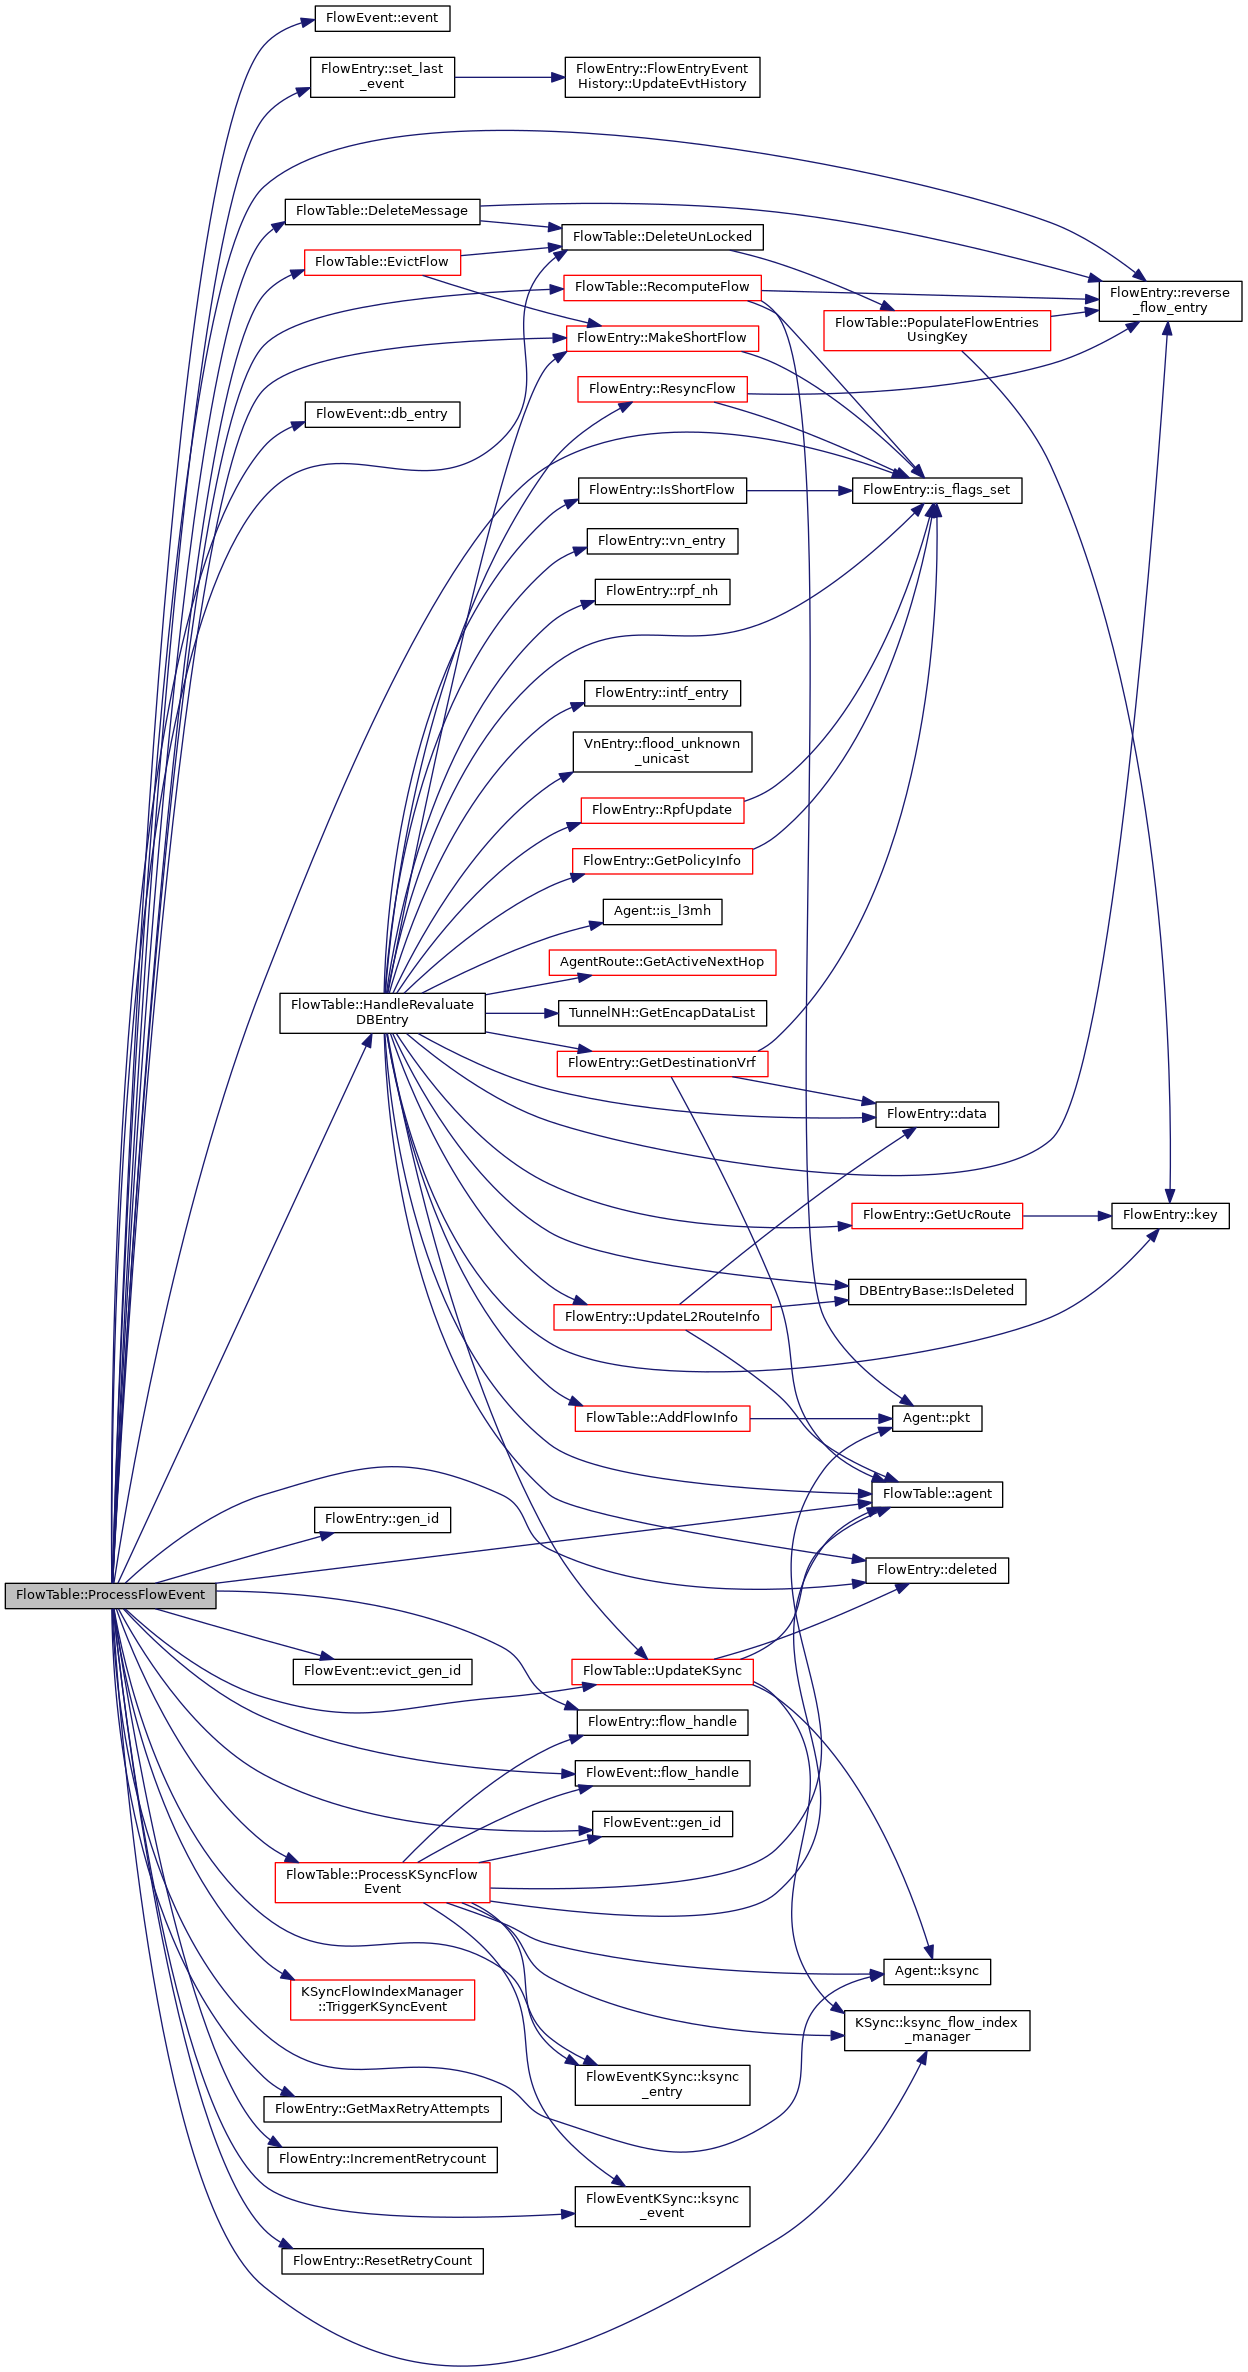 FlowEvent::event
FlowEntry::set_last
_event
FlowEntry::FlowEntryEvent
History::UpdateEvtHistory
FlowTable::DeleteMessage
FlowTable::DeleteUnLocked
FlowTable::EvictFlow
FlowTable::RecomputeFlow
FlowEntry::reverse
_flow_entry
FlowTable::PopulateFlowEntries
UsingKey
FlowEntry::MakeShortFlow
FlowEntry::ResyncFlow
FlowEvent::db_entry
FlowEntry::IsShortFlow
FlowEntry::is_flags_set
FlowEntry::vn_entry
FlowEntry::rpf_nh
FlowEntry::intf_entry
VnEntry::flood_unknown
_unicast
FlowEntry::RpfUpdate
FlowEntry::GetPolicyInfo
Agent::is_l3mh
AgentRoute::GetActiveNextHop
FlowTable::HandleRevaluate
DBEntry
TunnelNH::GetEncapDataList
FlowEntry::GetDestinationVrf
FlowEntry::data
FlowEntry::GetUcRoute
FlowEntry::key
DBEntryBase::IsDeleted
FlowEntry::UpdateL2RouteInfo
FlowTable::AddFlowInfo
Agent::pkt
FlowTable::agent
FlowEntry::gen_id
FlowEntry::deleted
FlowTable::ProcessFlowEvent
FlowEvent::evict_gen_id
FlowTable::UpdateKSync
FlowEntry::flow_handle
FlowEvent::flow_handle
FlowEvent::gen_id
FlowTable::ProcessKSyncFlow
Event
Agent::ksync
KSyncFlowIndexManager
::TriggerKSyncEvent
KSync::ksync_flow_index
_manager
FlowEventKSync::ksync
_entry
FlowEntry::GetMaxRetryAttempts
FlowEntry::IncrementRetrycount
FlowEventKSync::ksync
_event
FlowEntry::ResetRetryCount